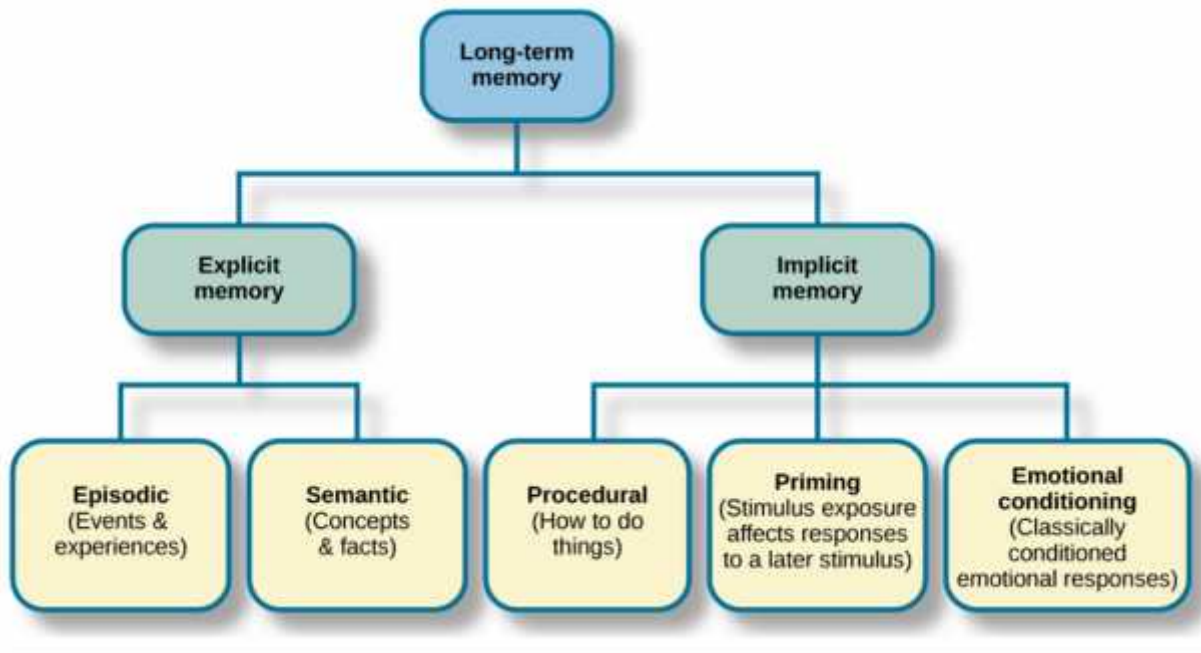 Long-term
memory
Explicit
memory
Implicit
memory
Episodic
(Events &
experiences)
Semantic
(Concepts
& facts)
Procedural
(How to do
things)
Priming
(Stimulus exposure
affects responses
to a later stimulus)
Emotional
conditioning
(Classically
conditioned
emotional responses)